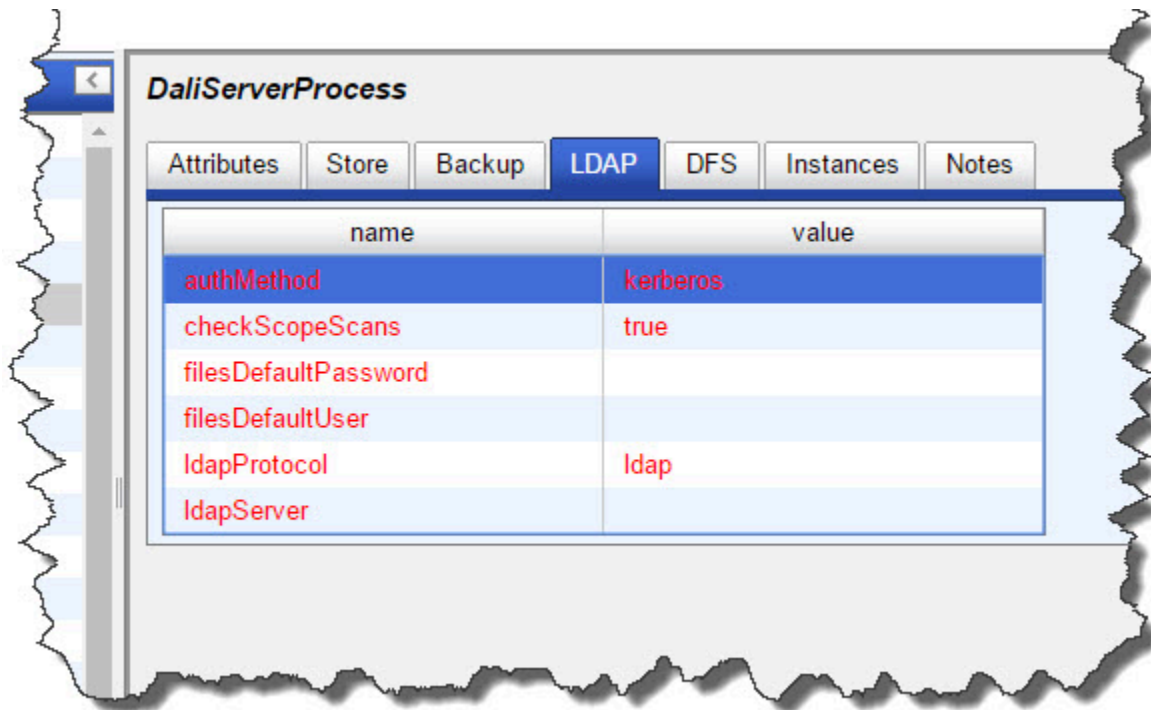 DaliServerProcess
Attributes Store Backup LDAP DFS Instances Notes
name value
authMethod kerberos
checkScopeScans true
filesDefaultPassword
filesDefaultUser
ldapProtocol ldap
ldapServer